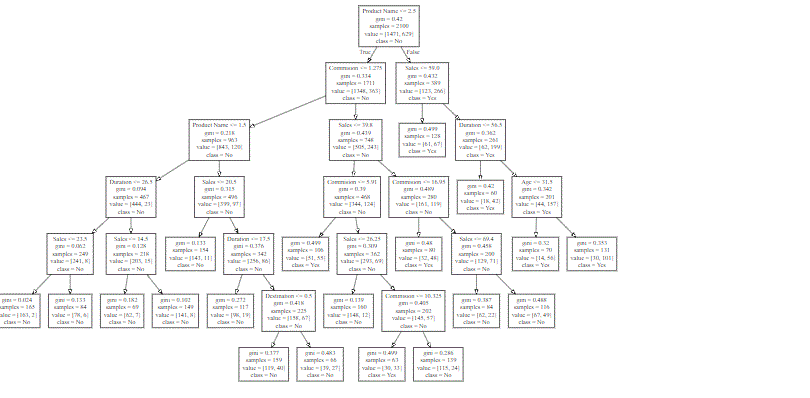 Product Name <= 2.5
gini = 0.42
samples = 2100
value = [1471, 629]
class = No
True
False
Commision <= 1.275
gini = 0.334
samples = 1711
value = [1348, 363]
class = No
Sales <= 59.0
gini = 0.432
samples = 389
value = [123, 266]
class = Yes
Product Name <= 1.5
gini = 0.218
samples = 963
value = [843, 120]
class = No
Sales <= 39.8
gini = 0.439
samples = 748
value = [505, 243]
class = No
gini = 0.499
samples = 128
value = [61, 67]
class = Yes
Duration <= 56.5
gini = 0.362
samples = 261
value = [62, 199]
class = Yes
Duration <= 26.5
gini = 0.094
samples = 467
value = [444, 23]
class = No
Sales <= 20.5
gini = 0.315
samples = 496
value = [399, 97]
class = No
Commision <= 5.91
gini = 0.39
samples = 468
value = [344, 124]
class = No
Commision <= 16.95
gini = 0.489
samples = 280
value = [161, 119]
class = No
gini = 0.42
samples = 60
value = [18, 42]
class = Yes
Age <= 31.5
gini = 0.342
samples = 201
value = [44, 157]
class = Yes
Sales <= 23.5
gini = 0.062
samples = 249
value = [241, 8]
class = No
Sales <= 14.5
gini = 0.128
samples = 218
value = [203, 15]
class = No
gini = 0.133
samples = 154
value = [143, 11]
class = No
Duration <= 17.5
gini = 0.376
samples = 342
value = [256, 86]
class = No
gini = 0.499
samples = 106
value = [51, 55]
class = Yes
Sales <= 26.25
gini = 0.309
samples = 362
value = [293, 69]
class = No
gini = 0.48
samples = 80
value = [32, 48]
class = Yes
Sales <= 69.4
gini = 0.458
samples = 200
value = [129, 71]
class = No
gini = 0.32
samples = 70
value = [14, 56]
class = Yes
gini = 0.353
samples = 131
value = [30, 101]
class = Yes
gini = 0.024
samples = 165
value = [163, 2]
class = No
gini = 0.133
samples = 84
value = [78, 6]
class = No
gini = 0.182
samples = 69
value = [62, 7]
class = No
gini = 0.102
samples = 149
value = [141, 8]
class = No
gini = 0.272
samples = 117
value = [98, 19]
class = No
Destination <= 0.5
gini = 0.418
samples = 225
value = [158, 67]
class = No
gini = 0.139
samples = 160
value = [148, 12]
class = No
Commision <= 10.325
gini = 0.405
samples = 202
value = [145, 57]
class = No
gini = 0.387
samples = 84
value = [62, 22]
class = No
gini = 0.488
samples = 116
value = [67, 49]
class = No
gini = 0.377
samples = 159
value = [119, 40]
class = No
gini = 0.483
samples = 66
value = [39, 27]
class = No
gini = 0.499
samples = 63
value = [30, 33]
class = Yes
gini = 0.286
samples = 139
value = [115, 24]
class = No